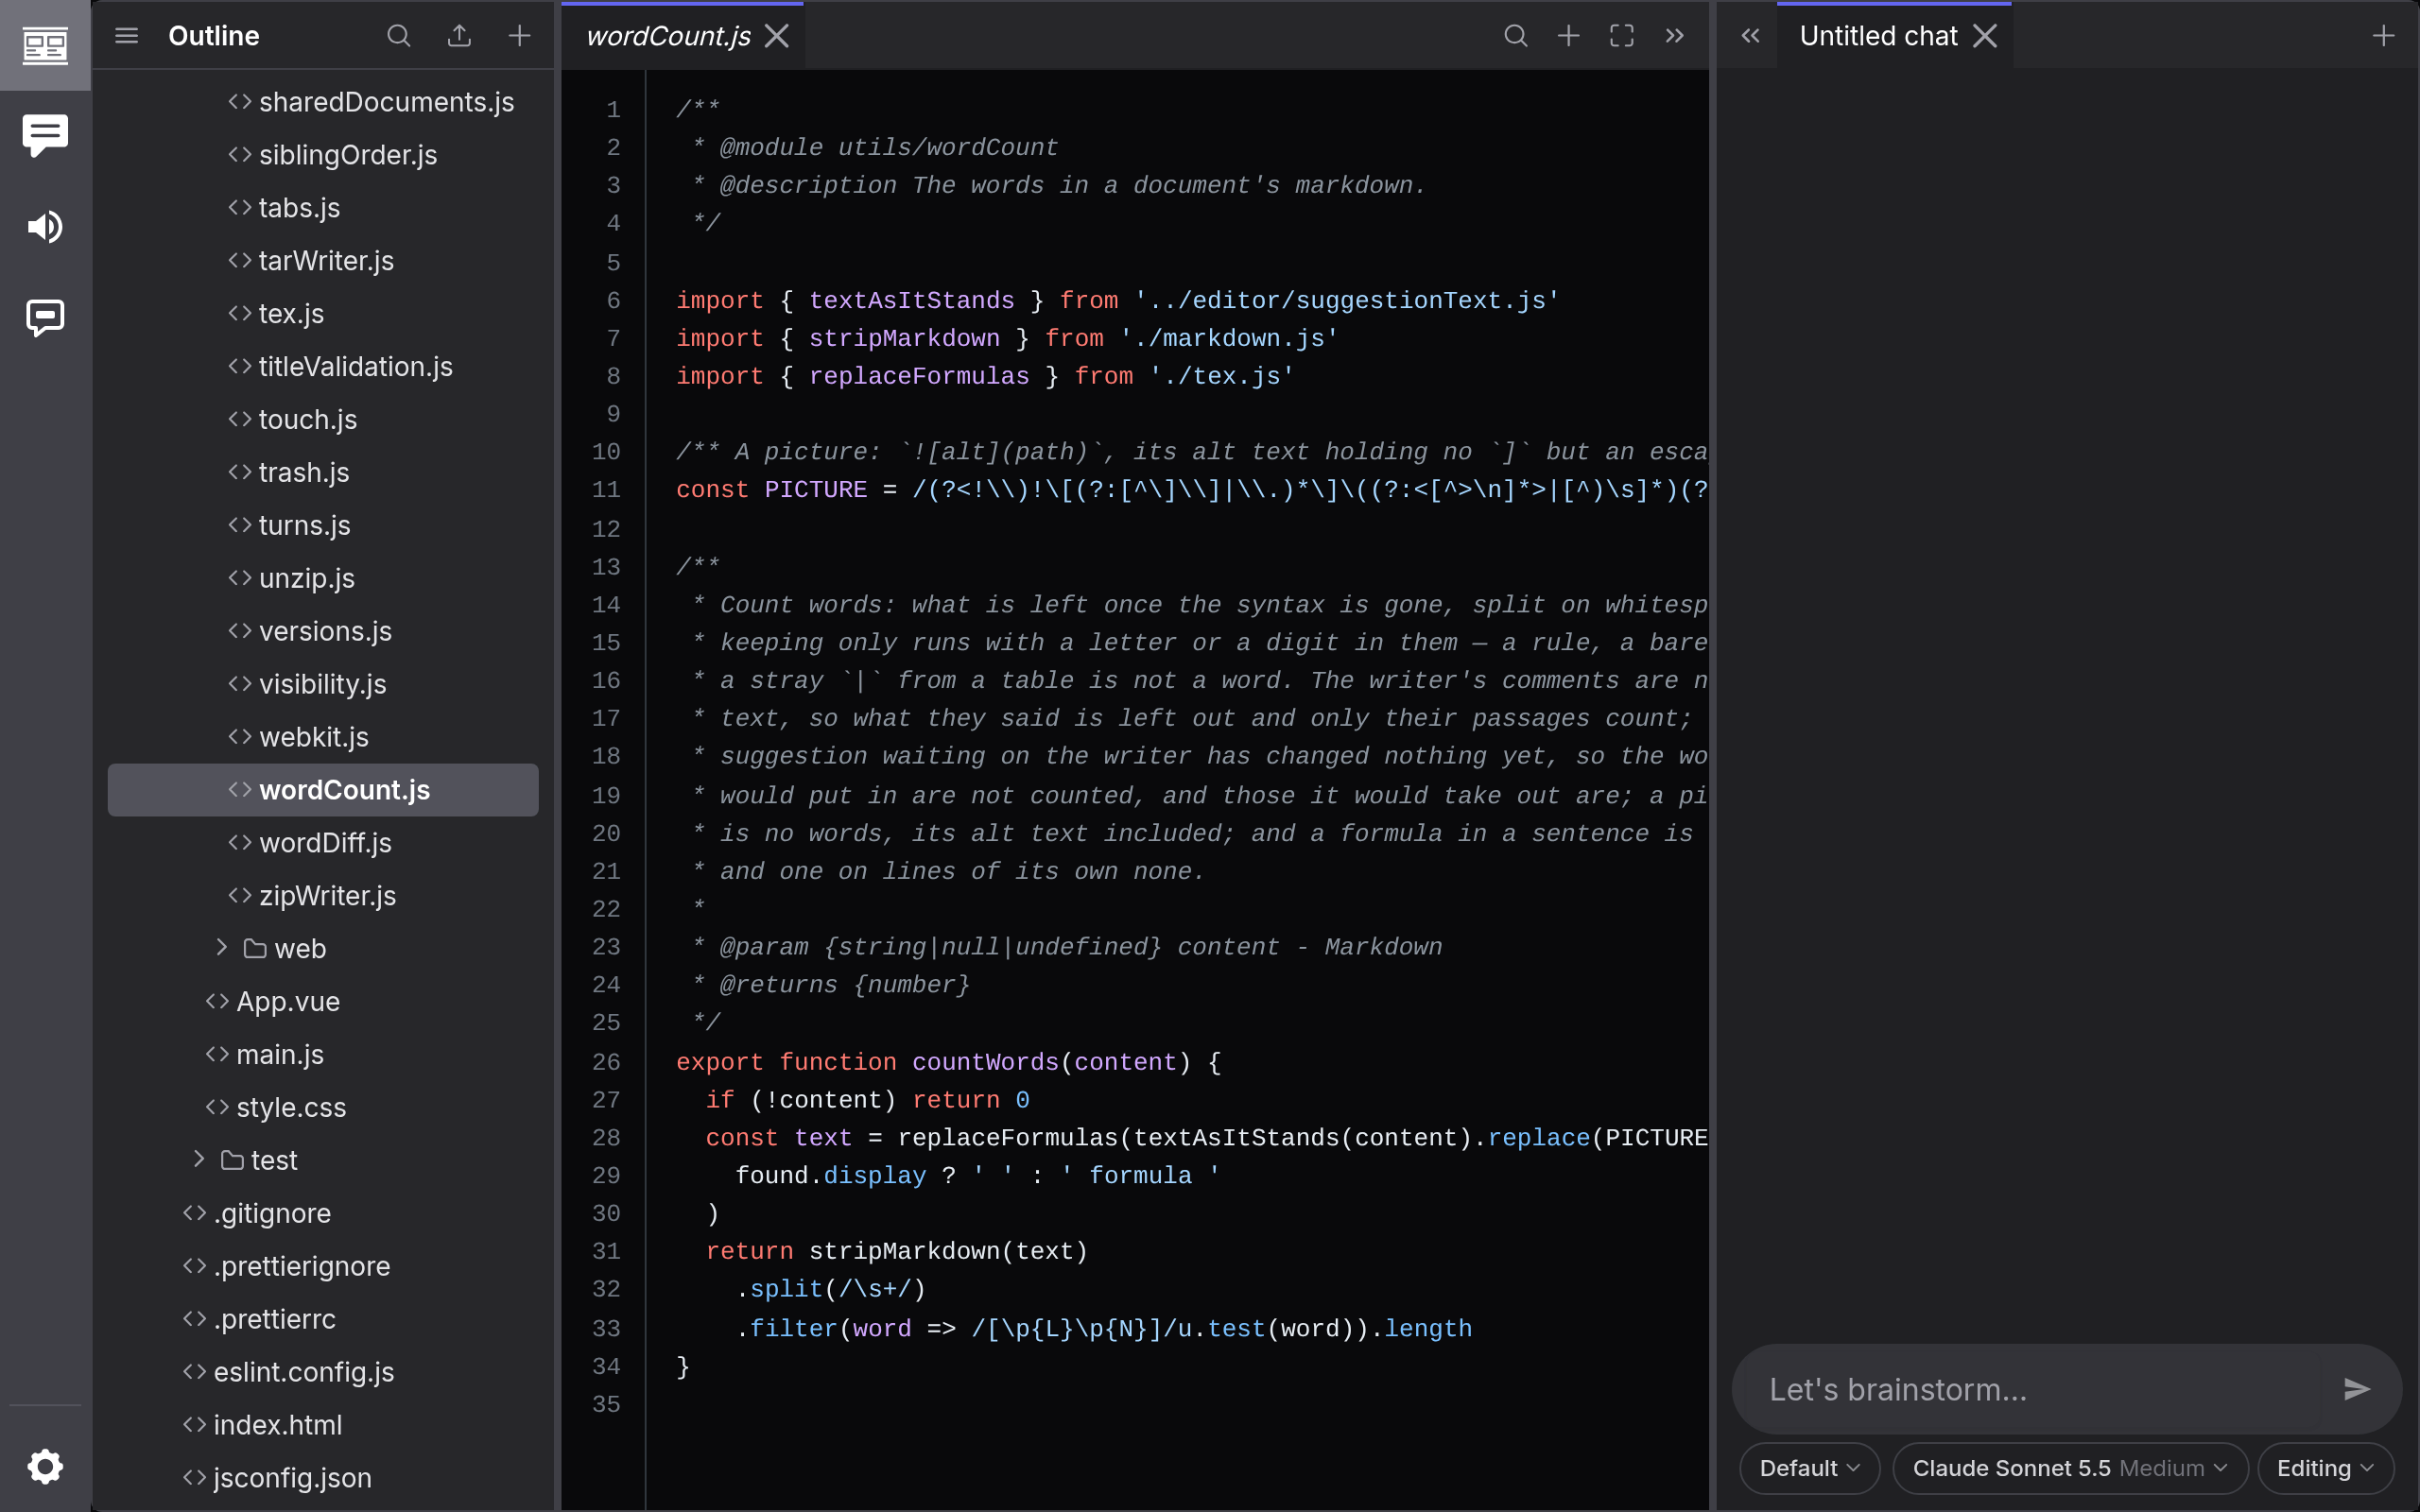 Outline
sharedDocuments.js
siblingOrder.js
tabs.js
tarWriter.js
tex.js
titleValidation.js
touch.js
trash.js
turns.js
unzip.js
versions.js
visibility.js
webkit.js
wordCount.js
wordDiff.js
zipWriter.js
web
App.vue
main.js
style.css
test
.gitignore
.prettierignore
.prettierrc
eslint.config.js
index.html
jsconfig.json
wordCount.js
1 /**
2  * @module utils/wordCount
3  * @description The words in a document's markdown.
4  */
5
6 import { textAsItStands } from '../editor/suggestionText.js'
7 import { stripMarkdown } from './markdown.js'
8 import { replaceFormulas } from './tex.js'
9
10 /** A picture: `![alt](path)`, its alt text holding no `]` but an esca
11 const PICTURE = /(?<!\\)!\[(?:[^\]\\]|\\.)*\]\((?:<[^>\n]*>|[^)\s]*)(?
12
13 /**
14  * Count words: what is left once the syntax is gone, split on whitesp
15  * keeping only runs with a letter or a digit in them — a rule, a bare
16  * a stray `|` from a table is not a word. The writer's comments are n
17  * text, so what they said is left out and only their passages count;
18  * suggestion waiting on the writer has changed nothing yet, so the wo
19  * would put in are not counted, and those it would take out are; a pi
20  * is no words, its alt text included; and a formula in a sentence is
21  * and one on lines of its own none.
22  *
23  * @param {string|null|undefined} content - Markdown
24  * @returns {number}
25  */
26 export function countWords(content) {
27   if (!content) return 0
28   const text = replaceFormulas(textAsItStands(content).replace(PICTURE
29     found.display ? ' ' : ' formula '
30   )
31   return stripMarkdown(text)
32     .split(/\s+/)
33     .filter(word => /[\p{L}\p{N}]/u.test(word)).length
34 }
35
Untitled chat
Let's brainstorm...
Default
Claude Sonnet 5.5 Medium
Editing